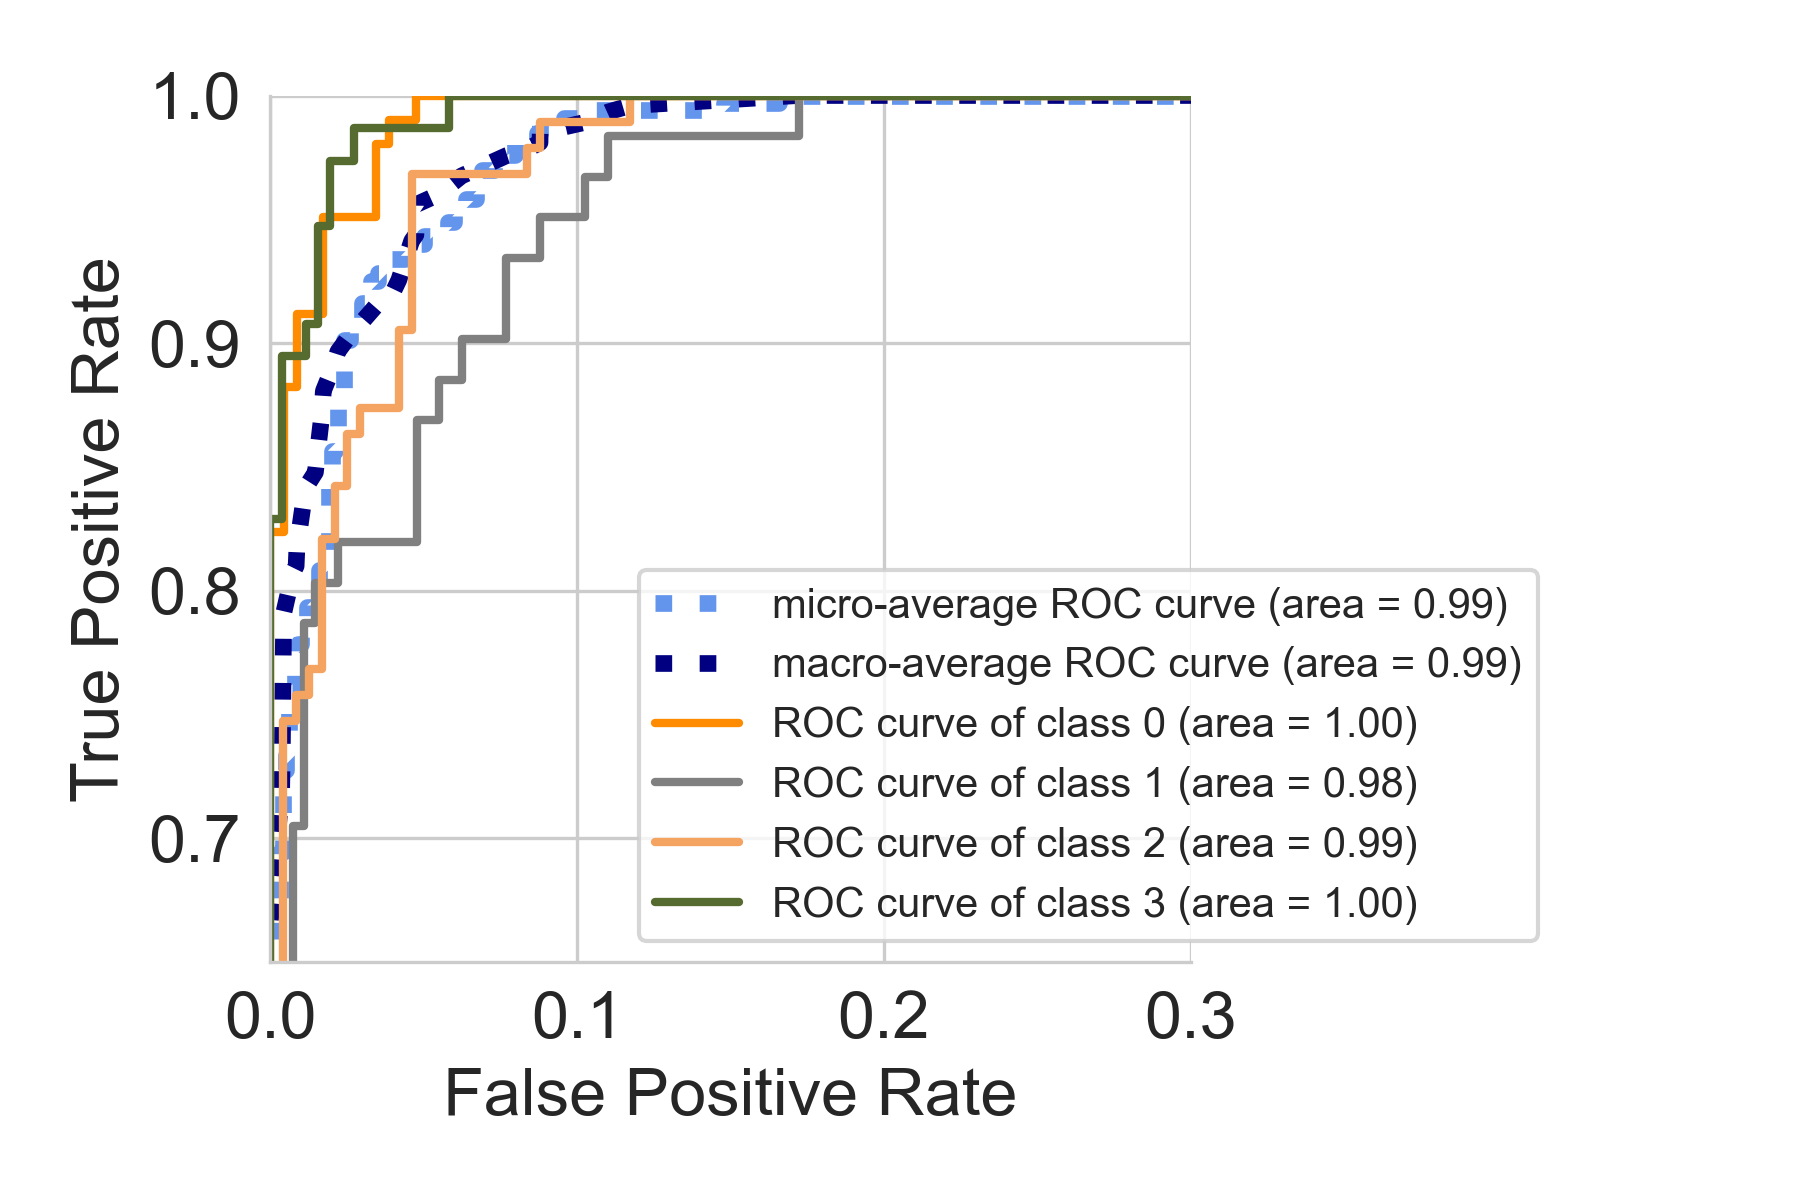 1.0
0.9
0.8
0.7
True Positive Rate
0.0 0.1 0.2 0.3
False Positive Rate
micro-average ROC curve (area = 0.99)
macro-average ROC curve (area = 0.99)
ROC curve of class 0 (area = 1.00)
ROC curve of class 1 (area = 0.98)
ROC curve of class 2 (area = 0.99)
ROC curve of class 3 (area = 1.00)